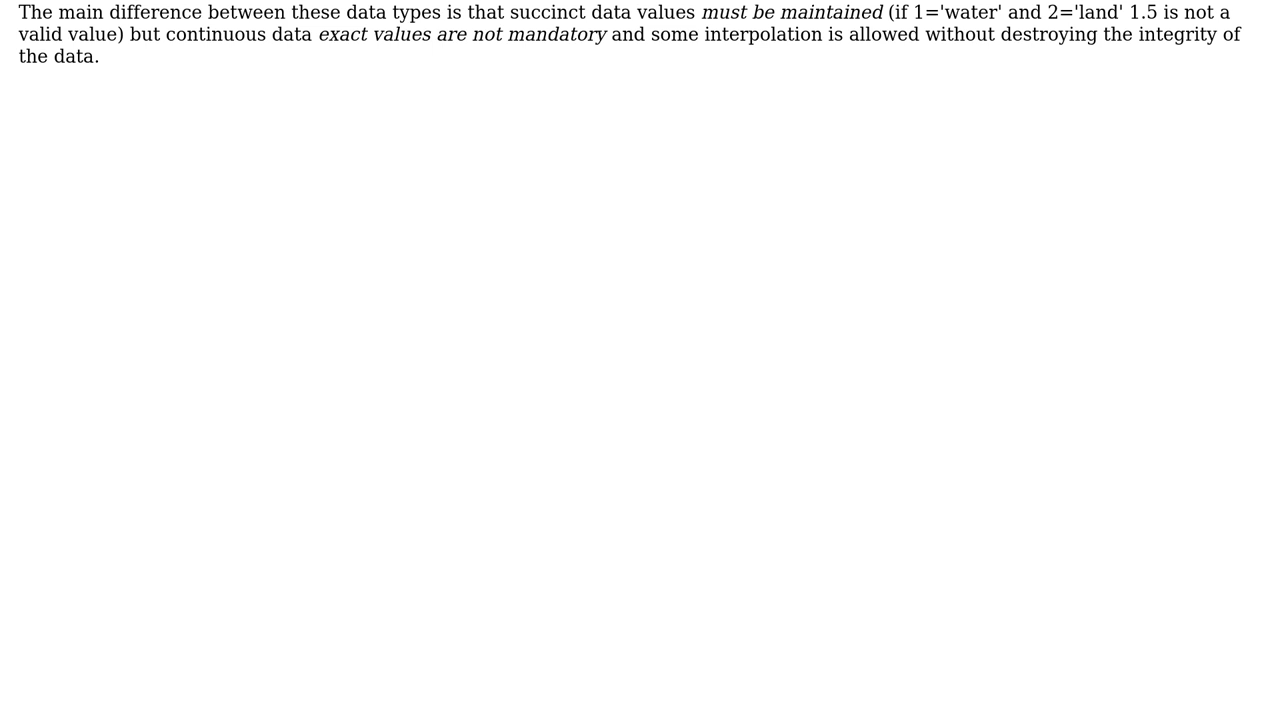 The main difference between these data types is that succinct data values must be maintained (if 1='water' and 2='land' 1.5 is not a
valid value) but continuous data exact values are not mandatory and some interpolation is allowed without destroying the integrity of
the data.